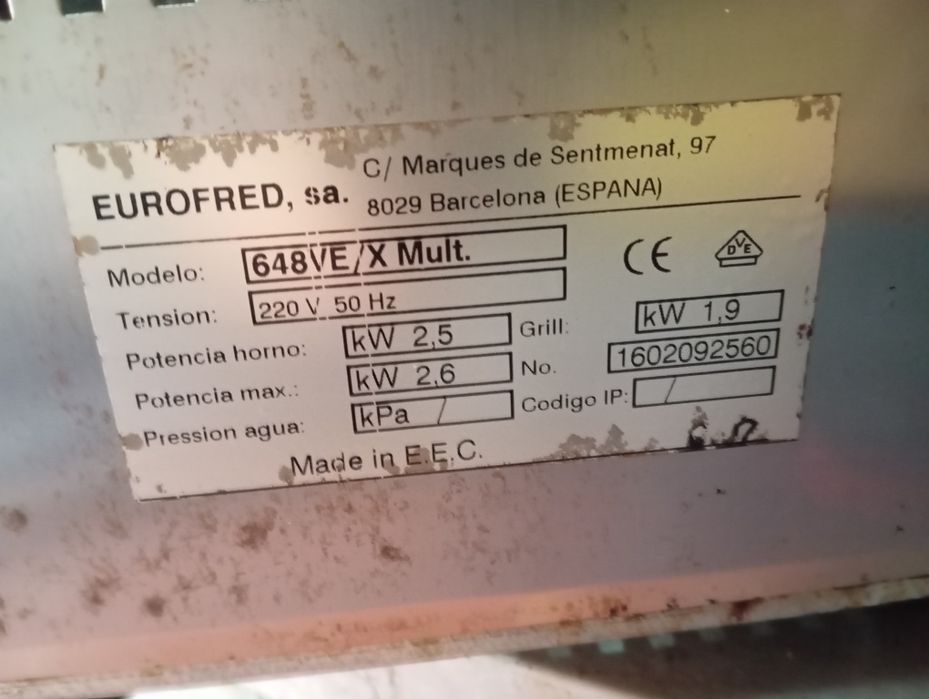 EUROFRED, sa. C/ Marques de Sentmenat, 97
8029 Barcelona (ESPANA)
Modelo: 648VE/X Mult. CE DVE
Tension: 220 V 50 Hz
Potencia horno: kW 2,5 Grill: kW 1,9
Potencia max.: kW 2,6 No. 1602092560
Pression agua: kPa / Codigo IP: /
Made in E.E.C.